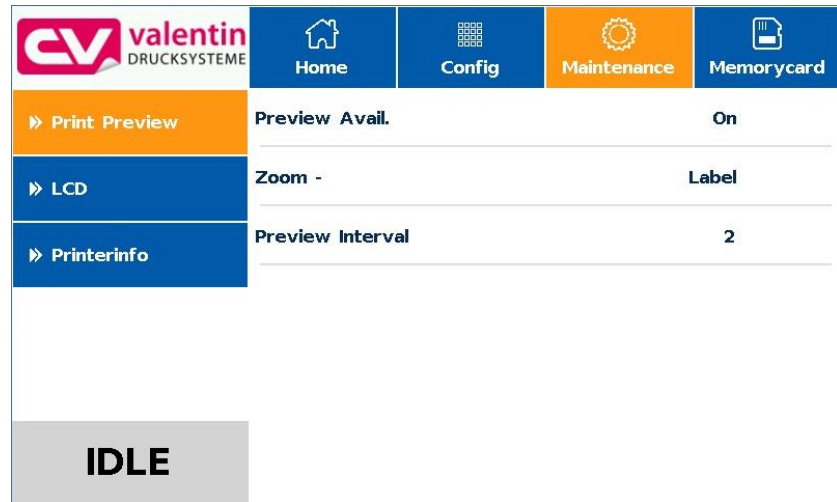 CV valentin
DRUCKSYSTEME
Home
Config
Maintenance
Memorycard
Print Preview
LCD
Printerinfo
Preview Avail. On
Zoom - Label
Preview Interval 2
IDLE